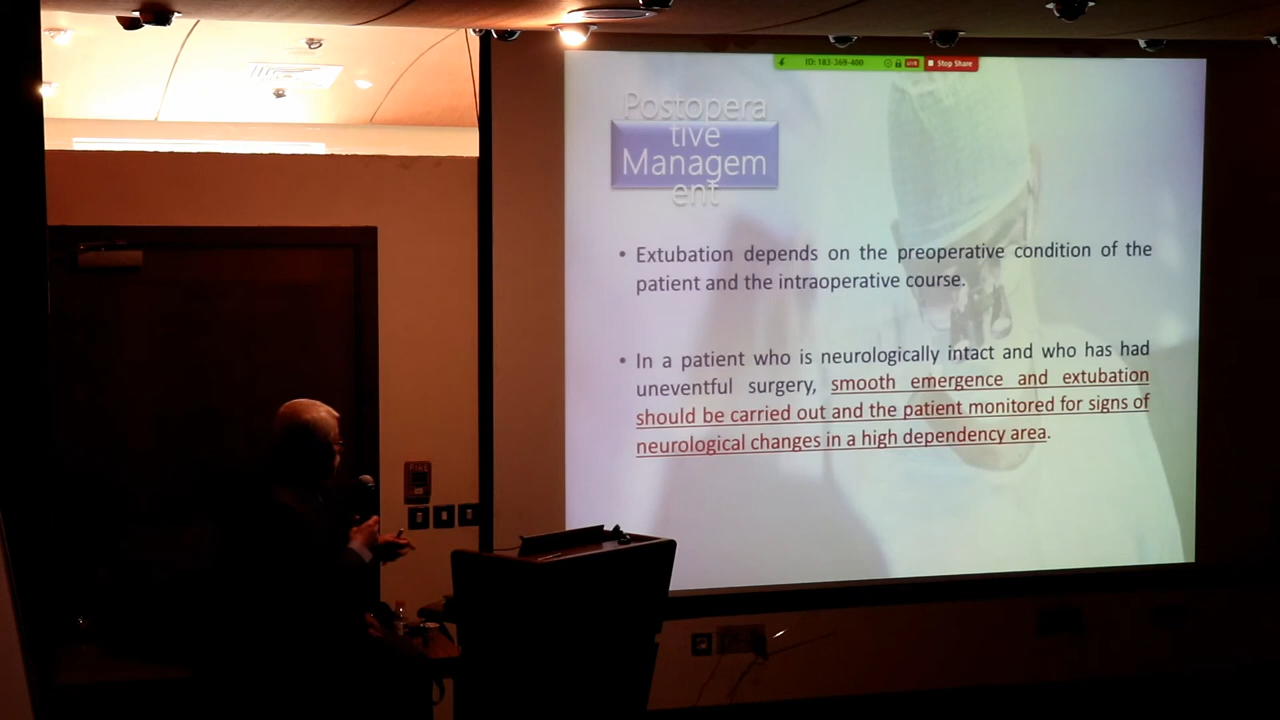 ID: 183-369-400
LIVE
Stop Share
Postopera
tive
Managem
ent
• Extubation depends on the preoperative condition of the
patient and the intraoperative course.
• In a patient who is neurologically intact and who has had
uneventful surgery, smooth emergence and extubation
should be carried out and the patient monitored for signs of
neurological changes in a high dependency area.
FIRE